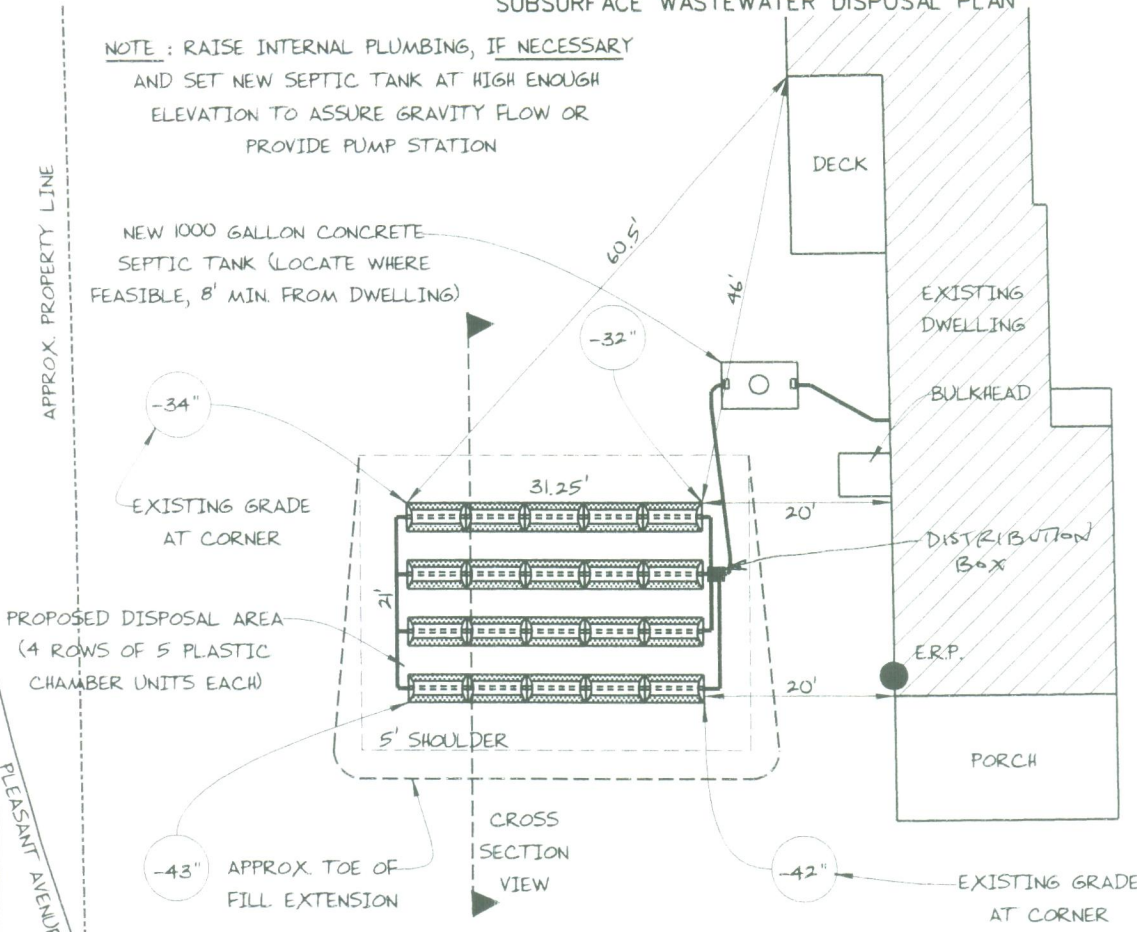 SUBSURFACE WASTEWATER DISPOSAL PLAN
NOTE : RAISE INTERNAL PLUMBING, IF NECESSARY
AND SET NEW SEPTIC TANK AT HIGH ENOUGH
ELEVATION TO ASSURE GRAVITY FLOW OR
PROVIDE PUMP STATION
DECK
APPROX. PROPERTY LINE
NEW 1000 GALLON CONCRETE
SEPTIC TANK (LOCATE WHERE
FEASIBLE, 8' MIN. FROM DWELLING)
60.5'
46'
EXISTING
DWELLING
-32"
BULKHEAD
-34"
EXISTING GRADE
AT CORNER
31.25'
20'
DISTRIBUTION
BOX
21'
PROPOSED DISPOSAL AREA
(4 ROWS OF 5 PLASTIC
CHAMBER UNITS EACH)
E.R.P.
20'
5' SHOULDER
PORCH
PLEASANT AVENUE
CROSS
SECTION
VIEW
-43"
APPROX. TOE OF
FILL EXTENSION
-42"
EXISTING GRADE
AT CORNER